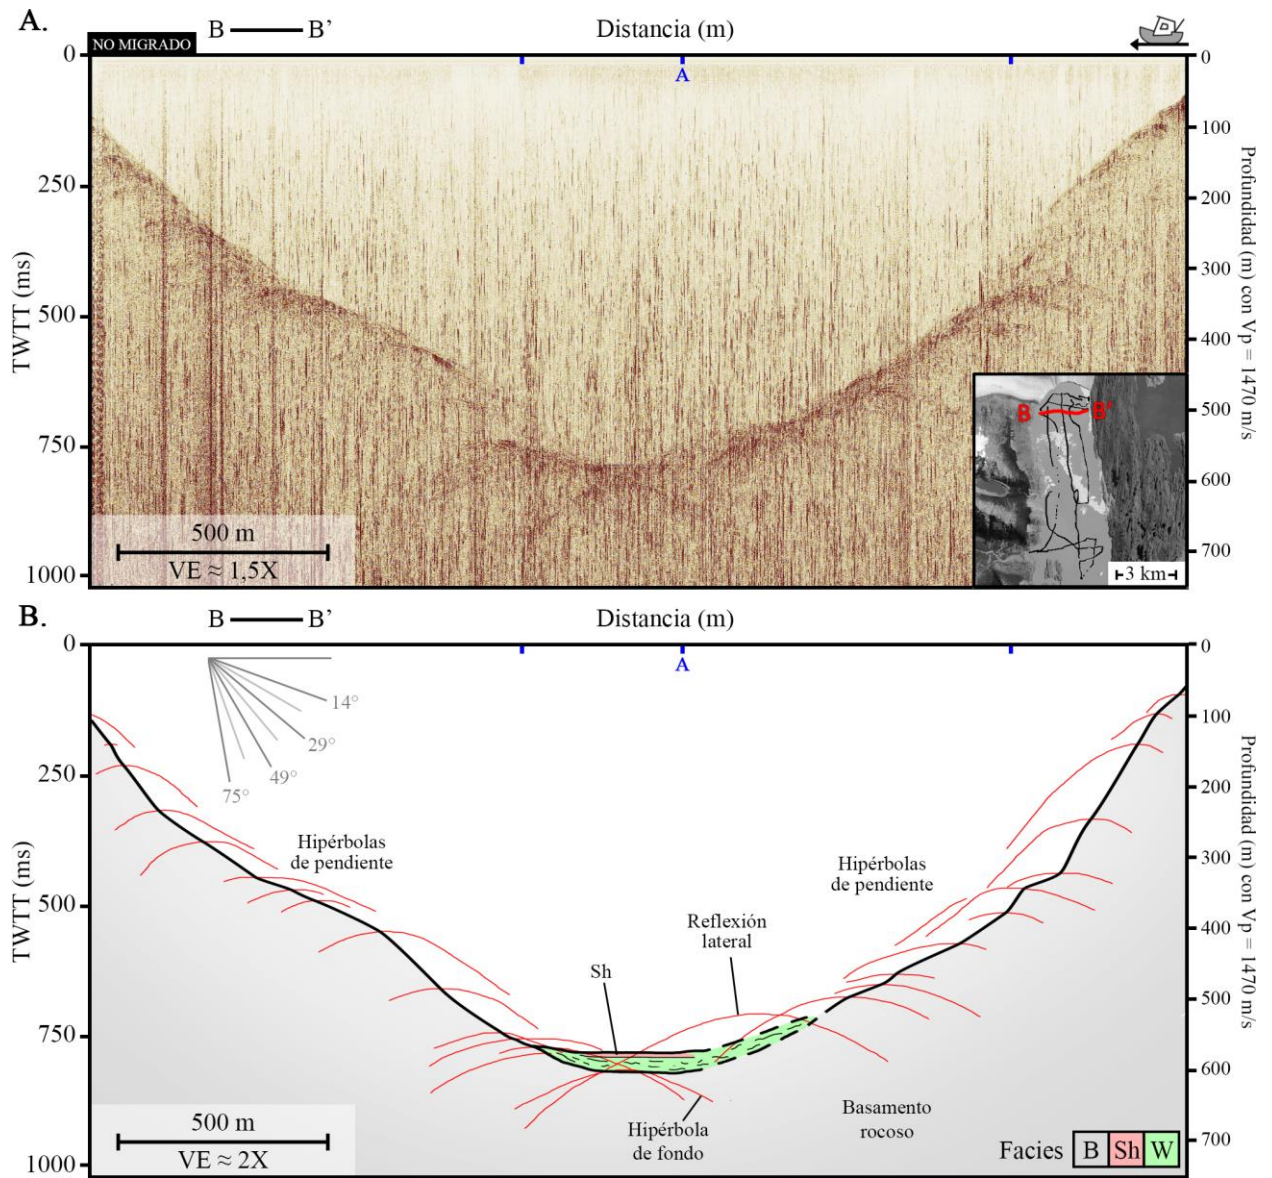 A.
B B’
Distancia (m)
NO MIGRADO
A
0
250
500
750
1000
TWTT (ms)
0
100
200
300
400
500
600
700
Profundidad (m) con Vp = 1470 m/s
500 m
VE ≈ 1,5X
B B’
3 km
B.
B B’
Distancia (m)
A
0
250
500
750
1000
TWTT (ms)
0
100
200
300
400
500
600
700
Profundidad (m) con Vp = 1470 m/s
14°
29°
49°
75°
Hipérbolas
de pendiente
Hipérbolas
de pendiente
Reflexión
lateral
Sh
Hipérbola
de fondo
Basamento
rocoso
500 m
VE ≈ 2X
Facies B Sh W